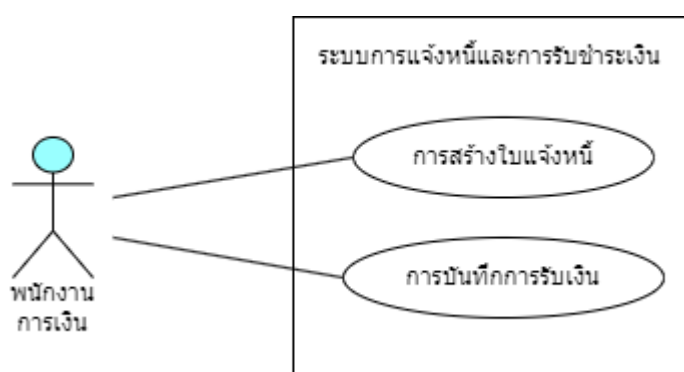 ระบบการแจ้งหนี้และการรับชำระเงิน
การสร้างใบแจ้งหนี้
การบันทึกการรับเงิน
พนักงาน
การเงิน